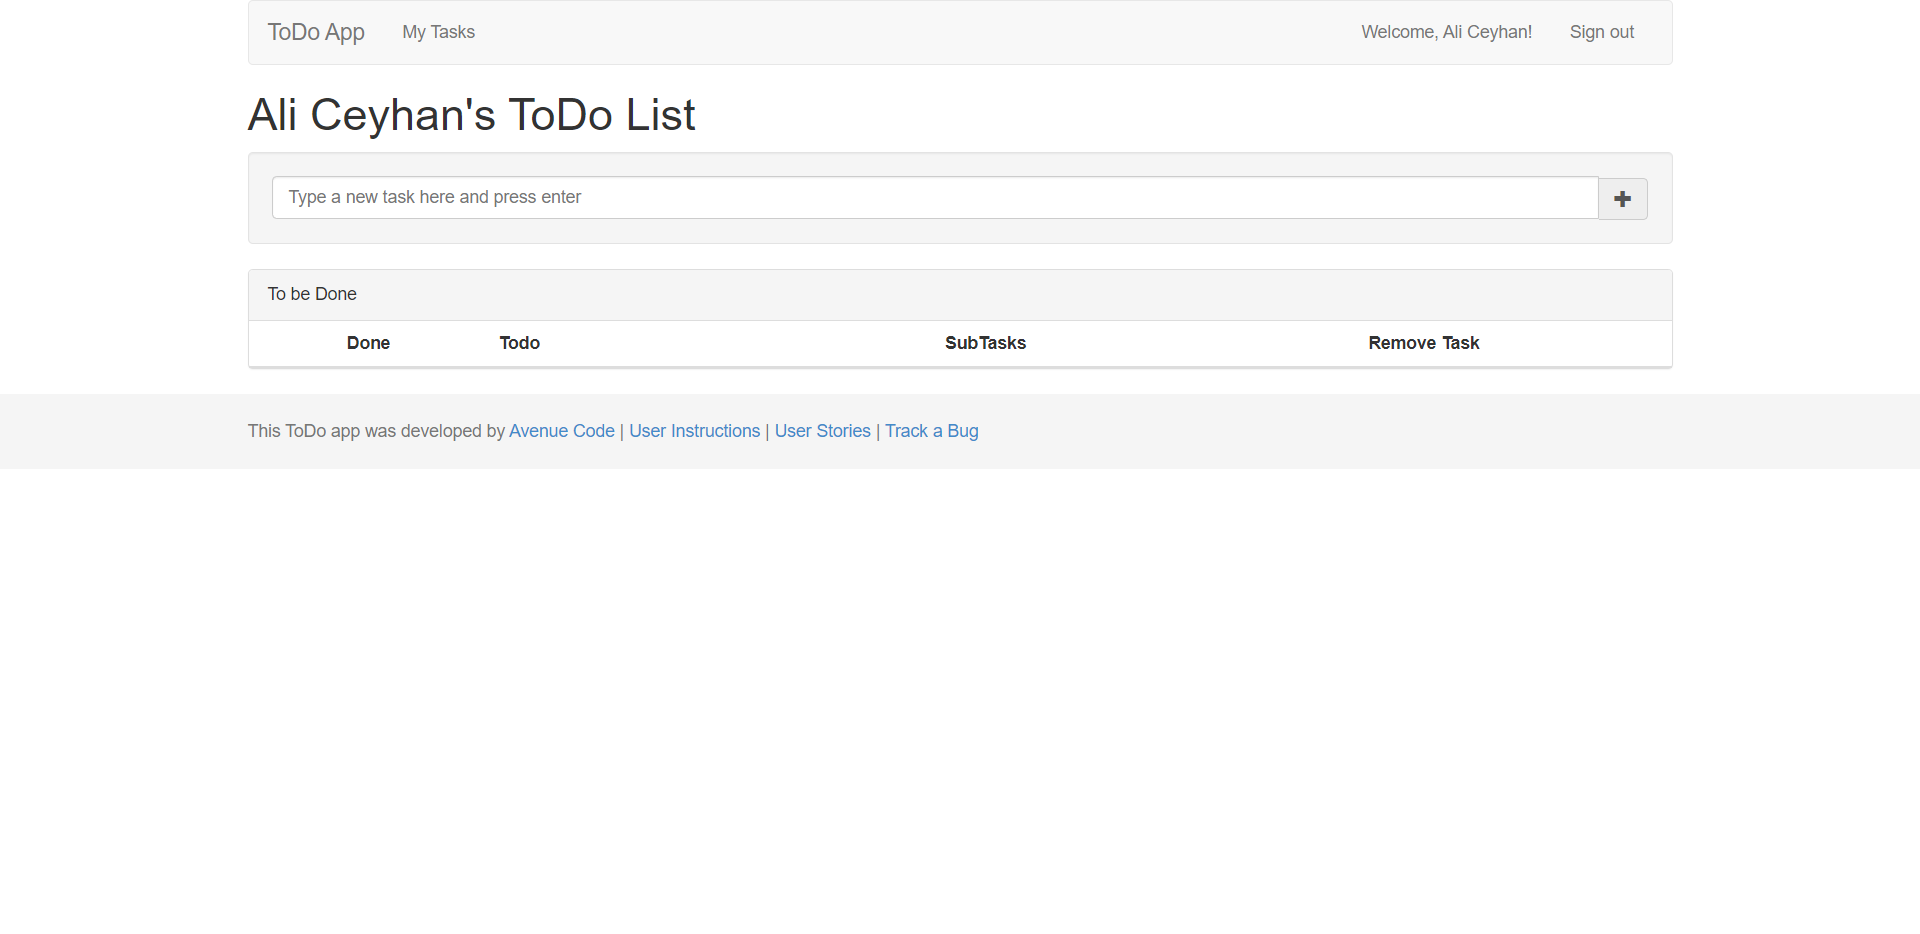 ToDo App My Tasks Welcome, Ali Ceyhan! Sign out
Ali Ceyhan's ToDo List
Type a new task here and press enter
To be Done
Done Todo SubTasks Remove Task
This ToDo app was developed by Avenue Code | User Instructions | User Stories | Track a Bug